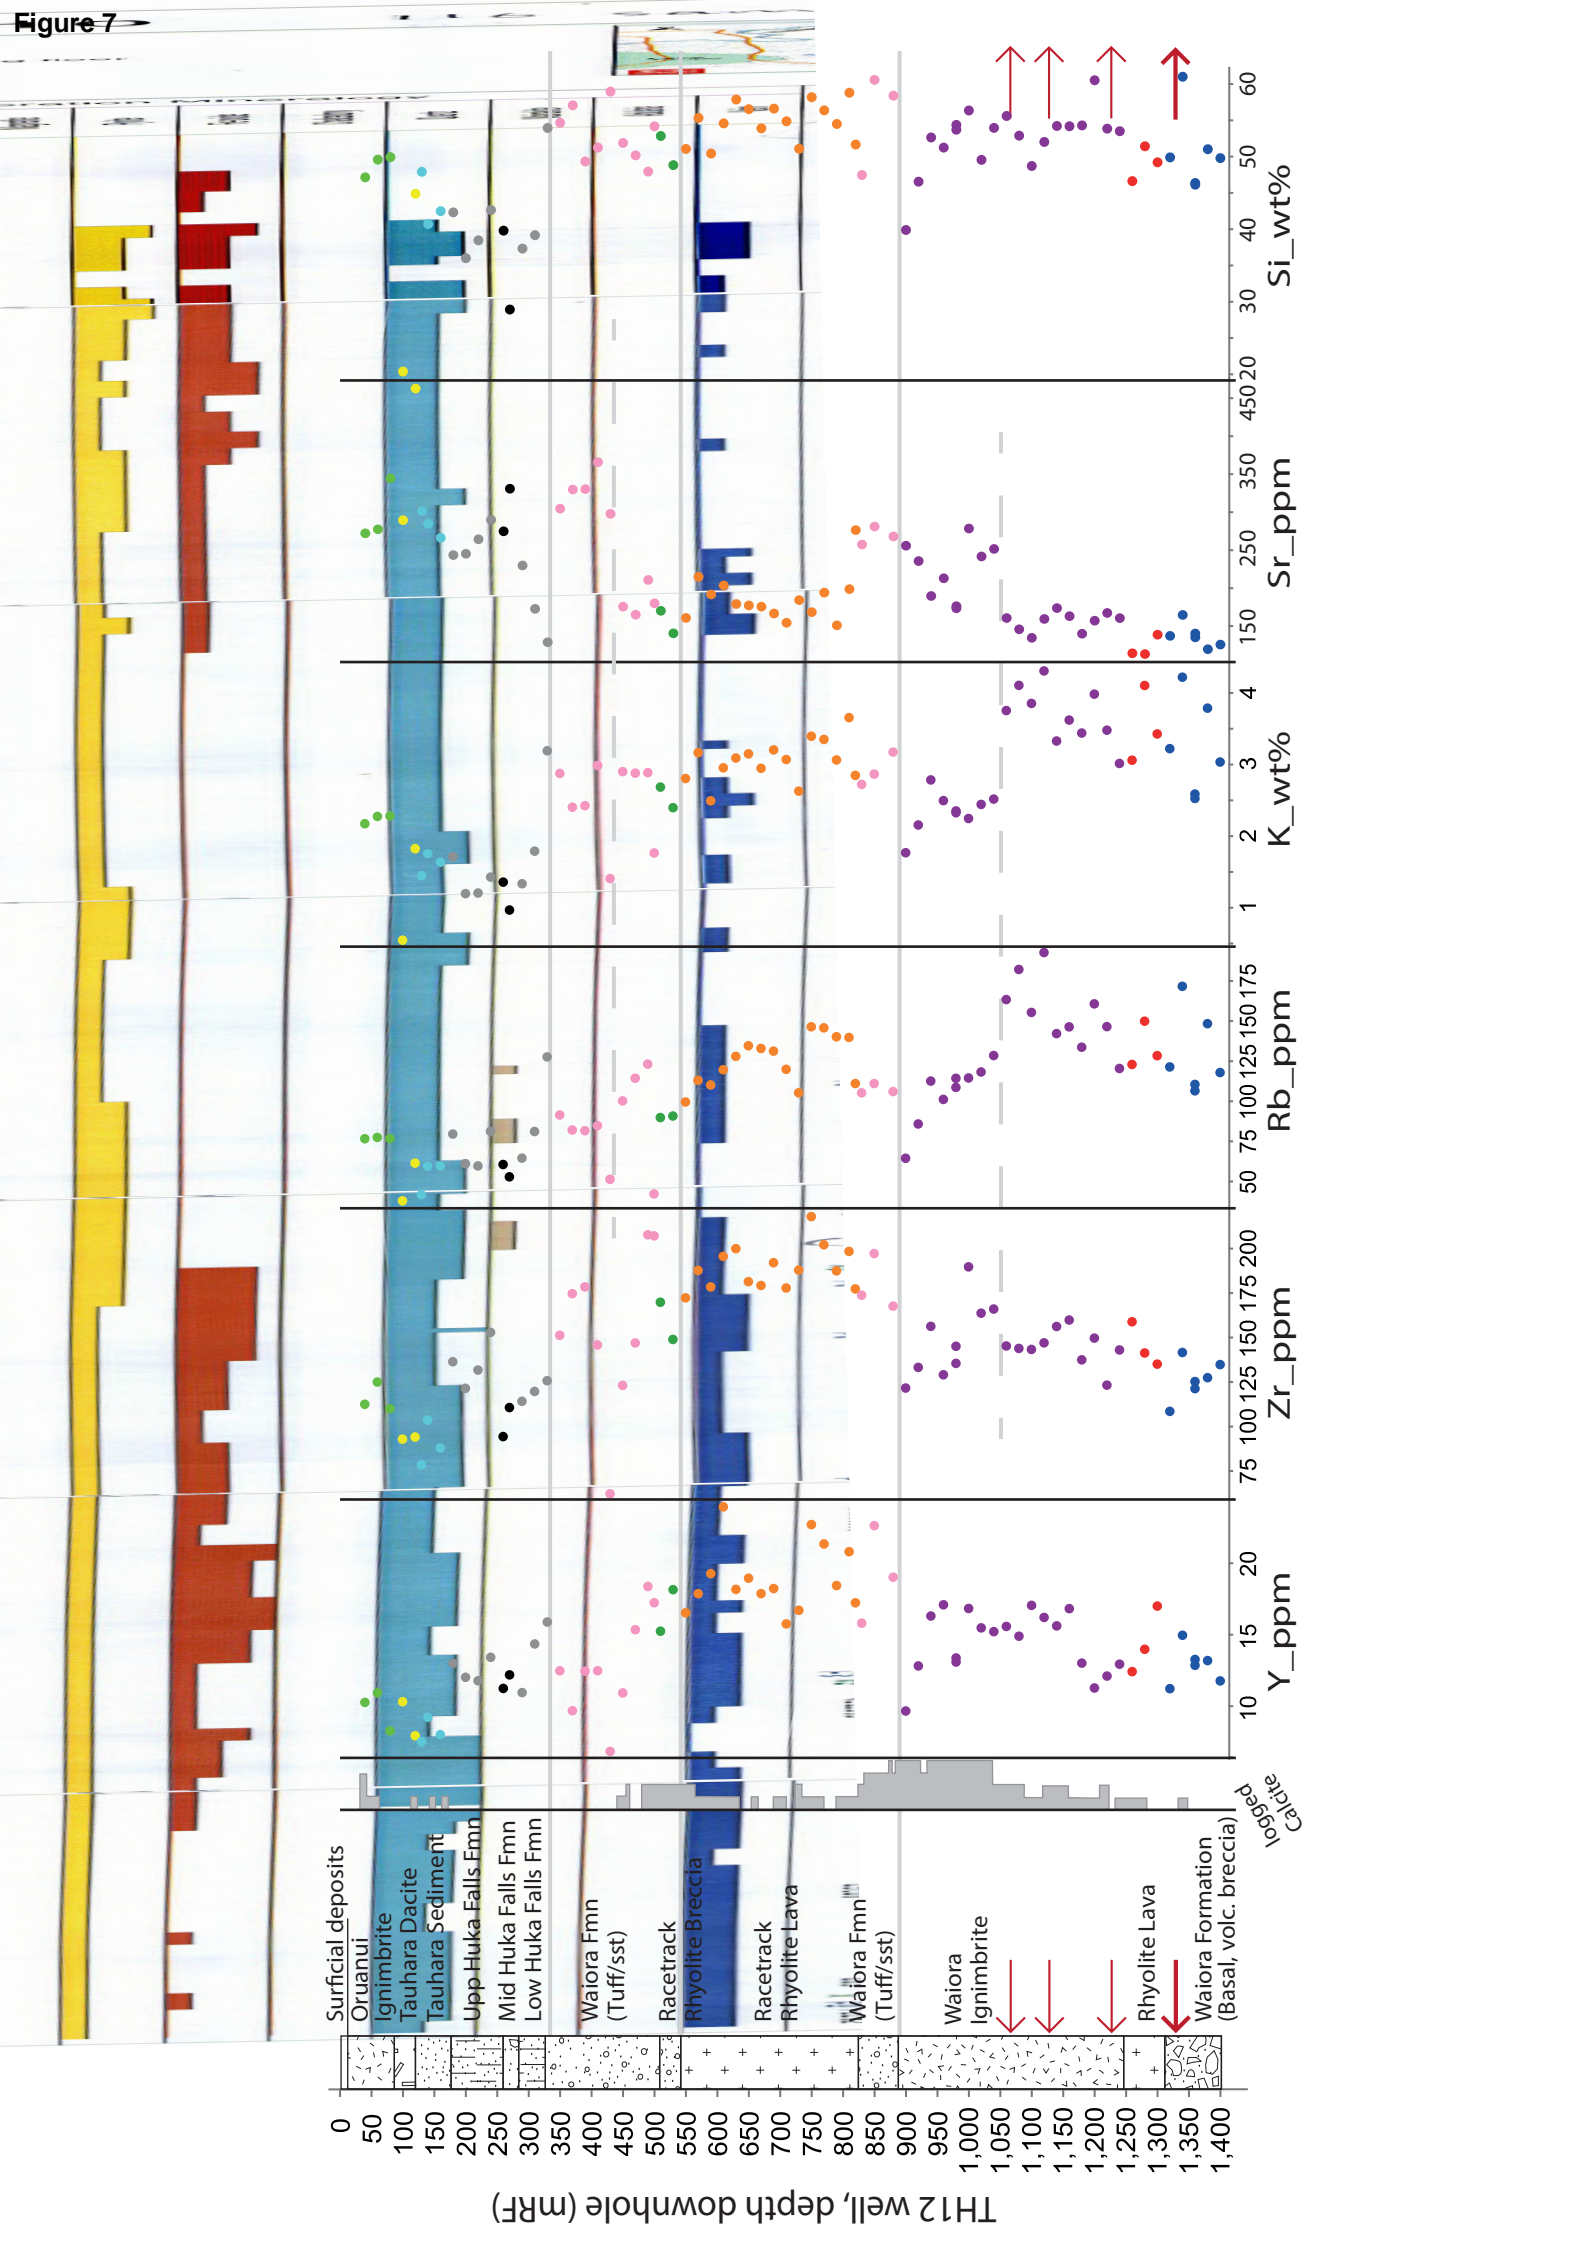 Figure 7
60
50
40
30
20
Si_wt%
450
350
250
150
Sr_ppm
4
3
2
1
K_wt%
175
150
125
100
75
50
Rb_ppm
200
175
150
125
100
75
Zr_ppm
20
15
10
Y_ppm
logged
Calcite
Surficial deposits
Oruanui
Ignimbrite
Tauhara Dacite
Tauhara Sediment
Upp Huka Falls Fmn
Mid Huka Falls Fmn
Low Huka Falls Fmn
Waiora Fmn
(Tuff/sst)
Racetrack
Rhyolite Breccia
Racetrack
Rhyolite Lava
Waiora Fmn
(Tuff/sst)
Waiora
Ignimbrite
Rhyolite Lava
Waiora Formation
(Basal, volc. breccia)
0
50
100
150
200
250
300
350
400
450
500
550
600
650
700
750
800
850
900
950
1,000
1,050
1,100
1,150
1,200
1,250
1,300
1,350
1,400
TH12 well, depth downhole (mRF)